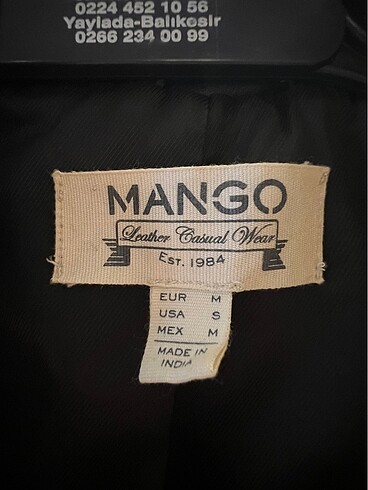 0224 452 10 56
Yaylada-Balıkesir
0266 234 00 99
MANGO
Leather Casual Wear
EST. 1984
EUR M
USA S
MEX M
MADE IN
INDIA